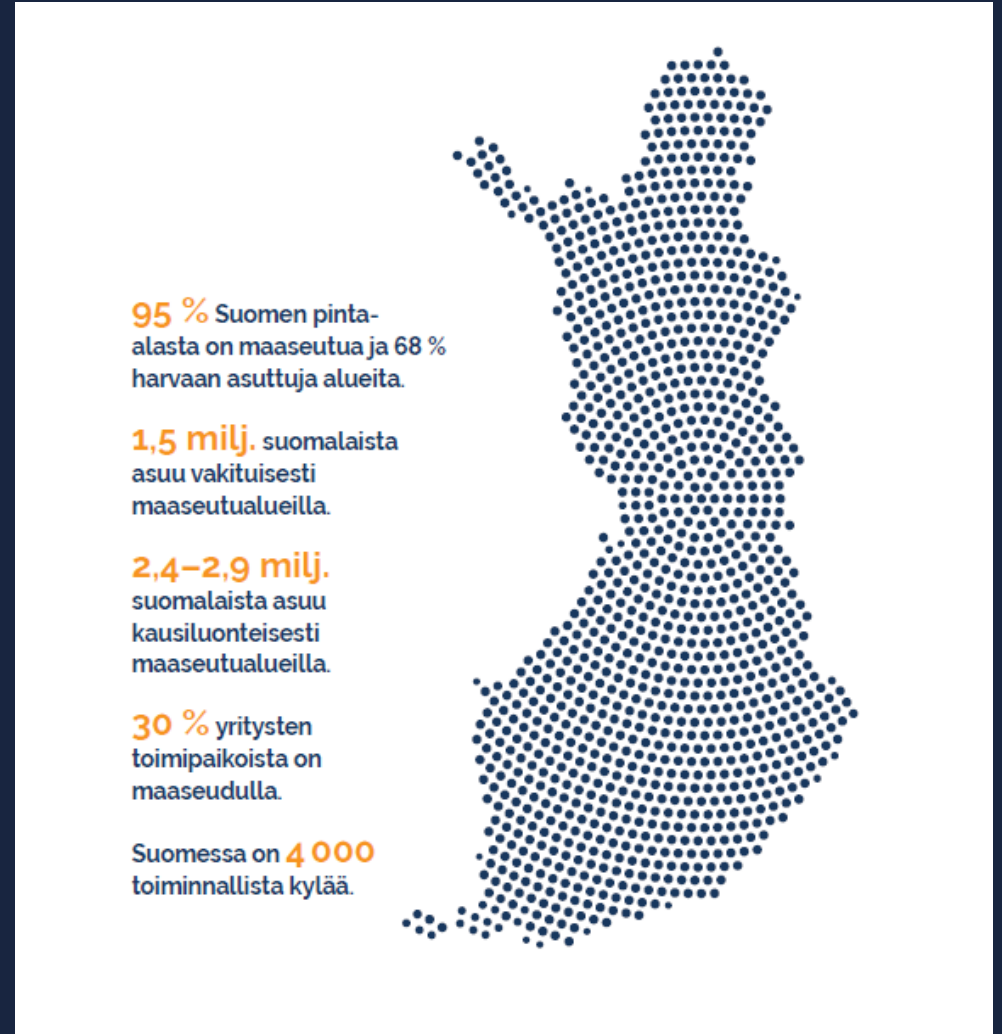 95 % Suomen pinta-
alasta on maaseutua ja 68 %
harvaan asuttuja alueita.
1,5 milj. suomalaista
asuu vakituisesti
maaseutualueilla.
2,4–2,9 milj.
suomalaista asuu
kausiluonteisesti
maaseutualueilla.
30 % yritysten
toimipaikoista on
maaseudulla.
Suomessa on 4 000
toiminnallista kylää.